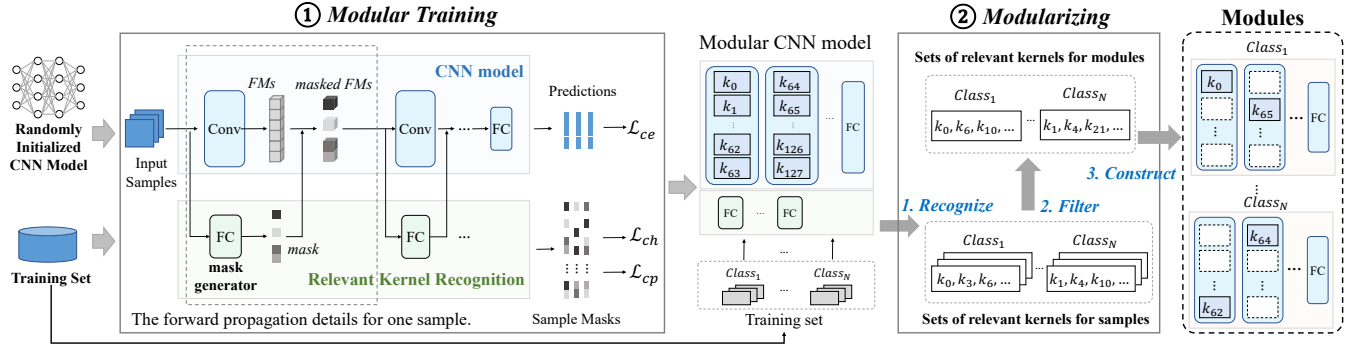 ① Modular Training
Randomly
Initialized
CNN Model
Training Set
Input
Samples
CNN model
FMs
masked FMs
Conv
Conv
...
FC
Predictions
ℒce
FC
mask
generator
mask
FC
...
Relevant Kernel Recognition
ℒch
ℒcp
Sample Masks
The forward propagation details for one sample.
Modular CNN model
k0
k1
⋮
k62
k63
k64
k65
⋮
k126
k127
...
FC
FC ... FC
...
Class1
ClassN
...
Training set
② Modularizing
Sets of relevant kernels for modules
Class1
ClassN
k0, k6, k10, ...
...
k1, k4, k21, ...
1. Recognize
2. Filter
3. Construct
Class1
ClassN
k0, k3, k6, ...
...
k1, k4, k10, ...
Sets of relevant kernels for samples
Modules
Class1
k0
k65
⋮
⋮
...
FC
⋮
ClassN
k64
⋮
⋮
k62
...
FC